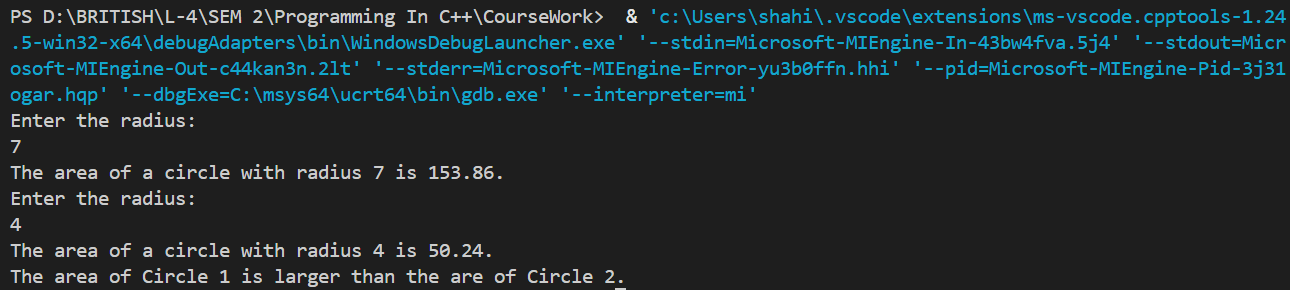 PS D:\BRITISH\L-4\SEM 2\Programming In C++\CourseWork>  & 'c:\Users\shahi\.vscode\extensions\ms-vscode.cpptools-1.24
.5-win32-x64\debugAdapters\bin\WindowsDebugLauncher.exe' '--stdin=Microsoft-MIEngine-In-43bw4fva.5j4' '--stdout=Micr
osoft-MIEngine-Out-c44kan3n.2lt' '--stderr=Microsoft-MIEngine-Error-yu3b0ffn.hhi' '--pid=Microsoft-MIEngine-Pid-3j31
ogar.hqp' '--dbgExe=C:\msys64\ucrt64\bin\gdb.exe' '--interpreter=mi'
Enter the radius:
7
The area of a circle with radius 7 is 153.86.
Enter the radius:
4
The area of a circle with radius 4 is 50.24.
The area of Circle 1 is larger than the are of Circle 2.